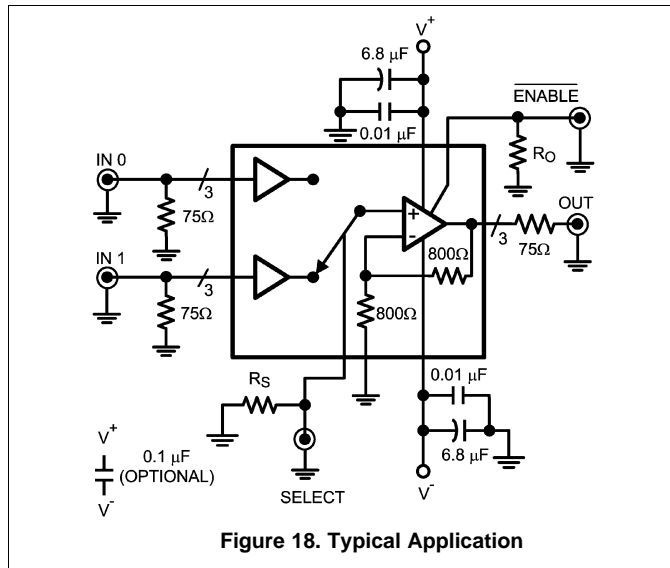 V+
6.8 µF
0.01 µF
ENABLE
RO
IN 0
3
75Ω
OUT
+
-
3
75Ω
800Ω
IN 1
3
75Ω
800Ω
RS
0.01 µF
6.8 µF
V+
0.1 µF
(OPTIONAL)
V-
SELECT
V-
Figure 18. Typical Application